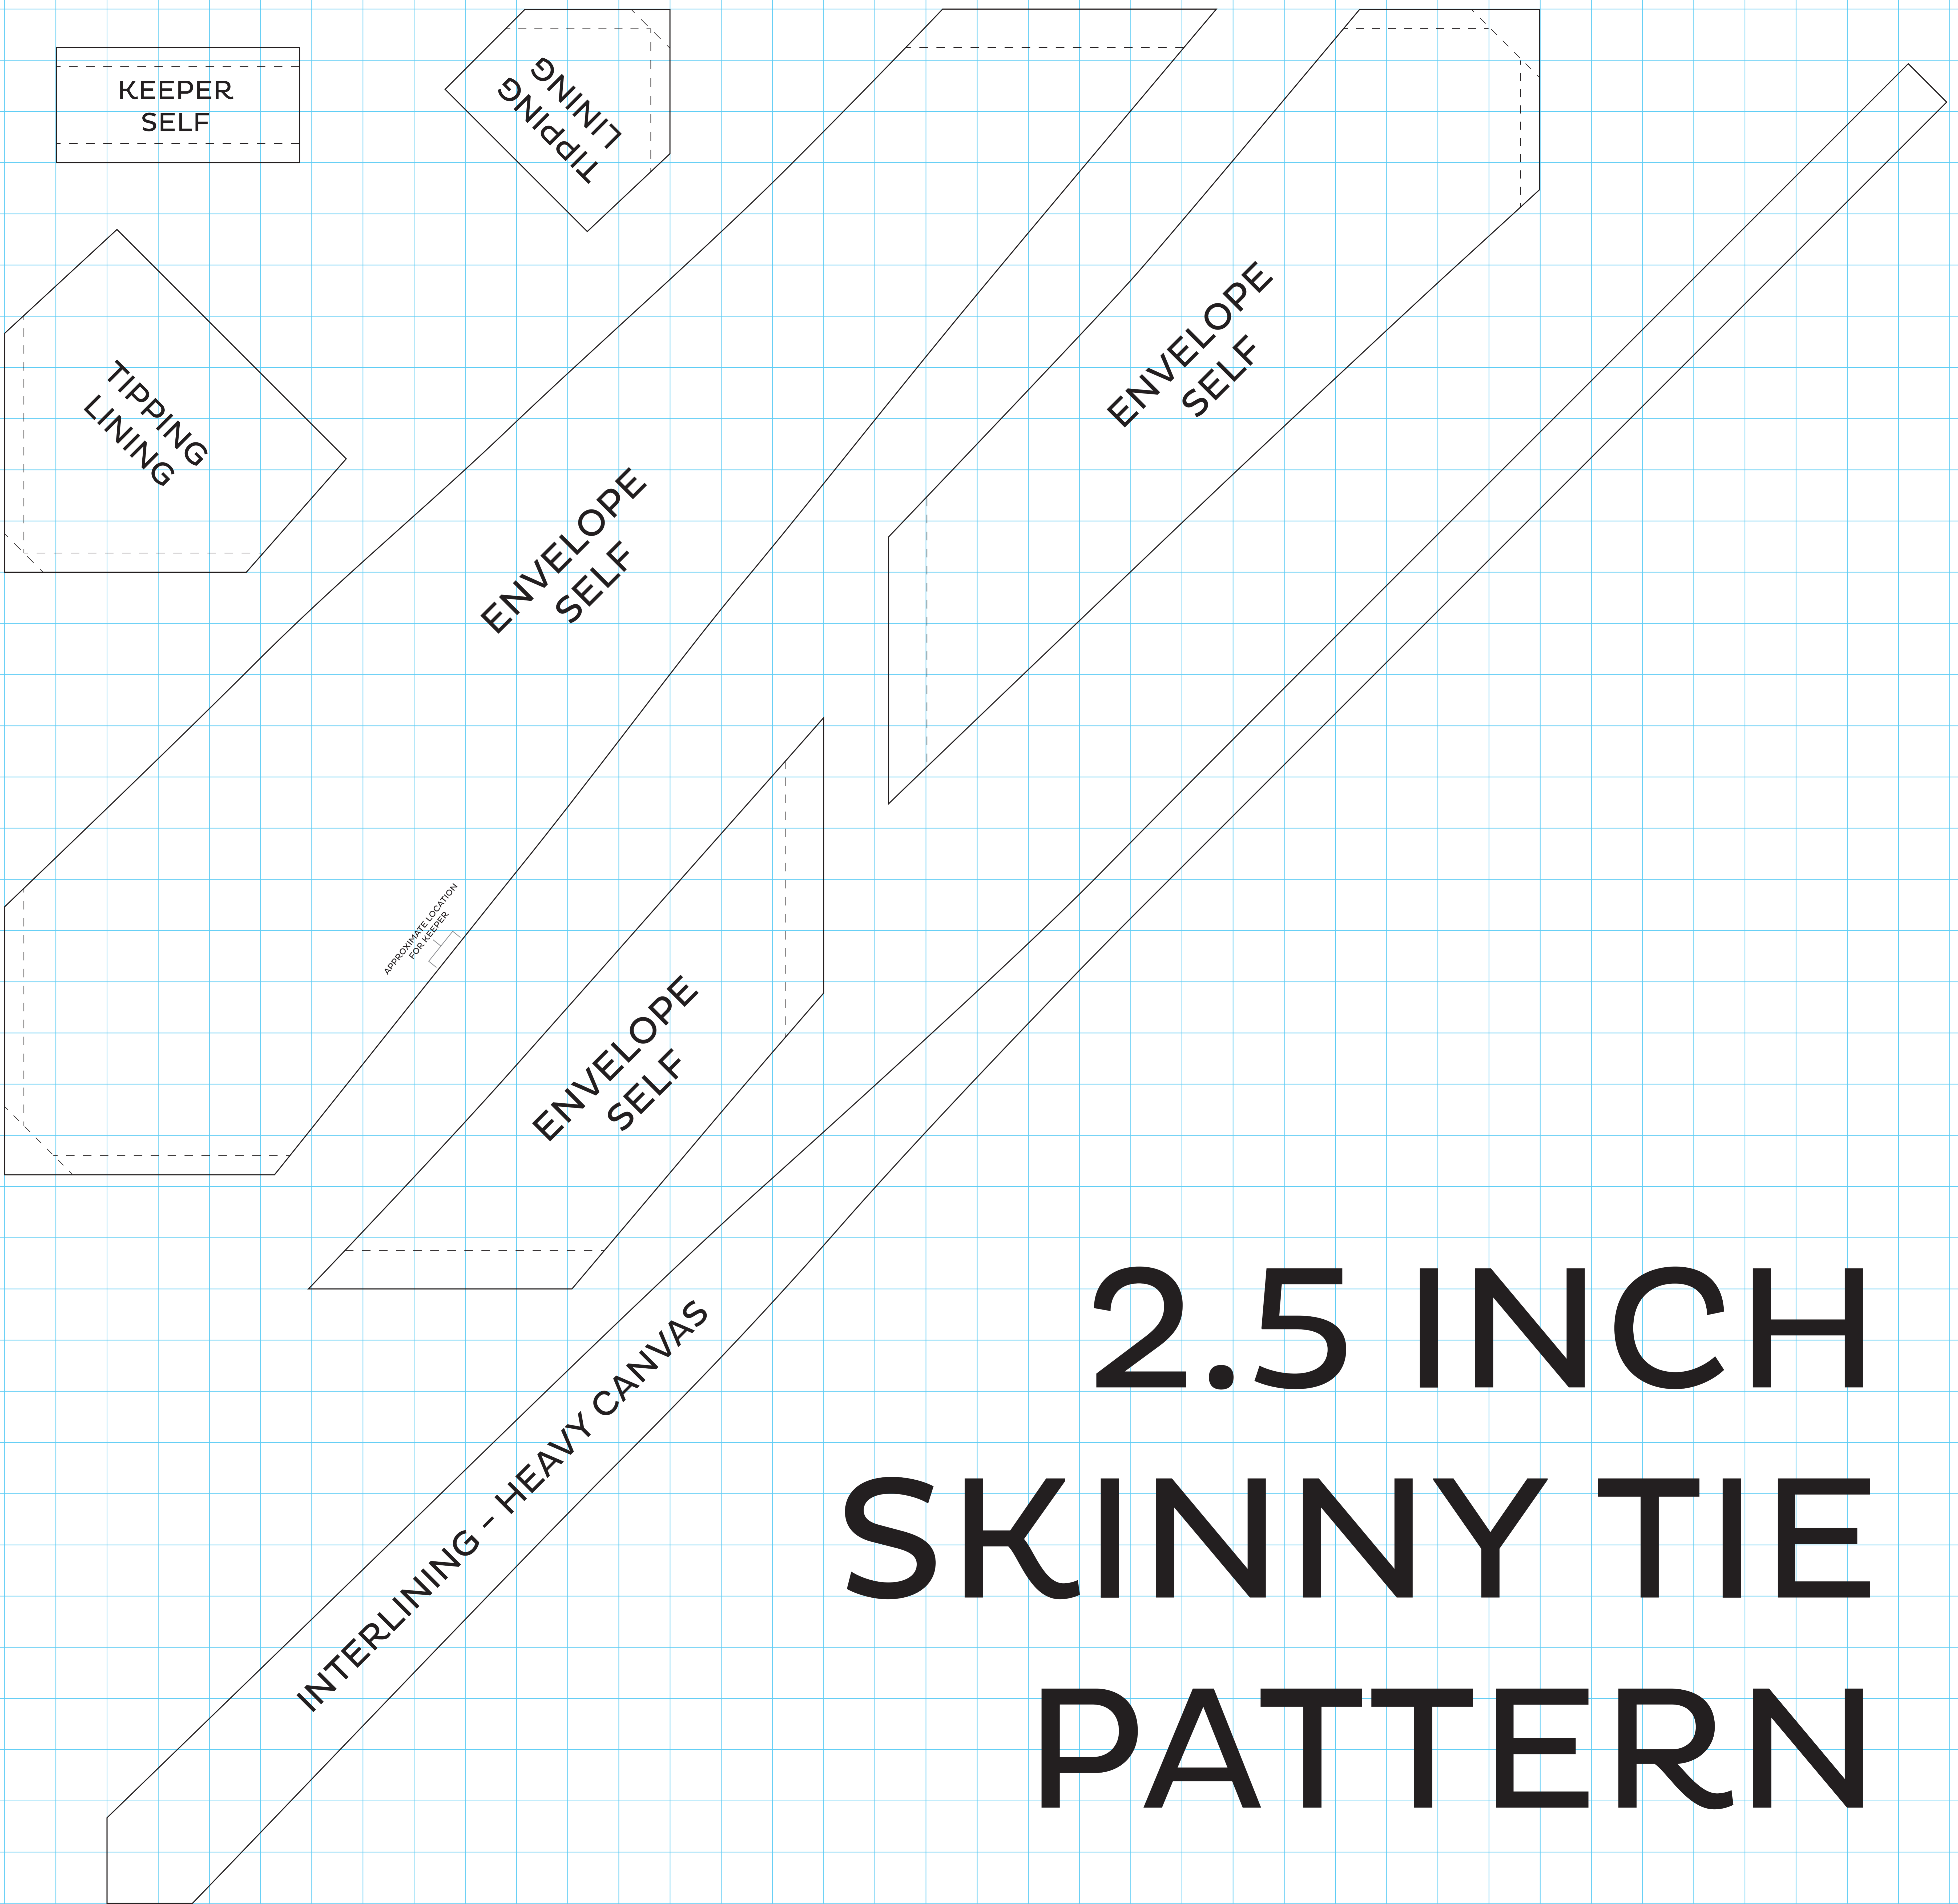 KEEPER
SELF
TIPPING
LINING
TIPPING
LINING
ENVELOPE
SELF
ENVELOPE
SELF
APPROXIMATE LOCATION
FOR KEEPER
ENVELOPE
SELF
INTERLINING - HEAVY CANVAS
2.5 INCH
SKINNY TIE
PATTERN